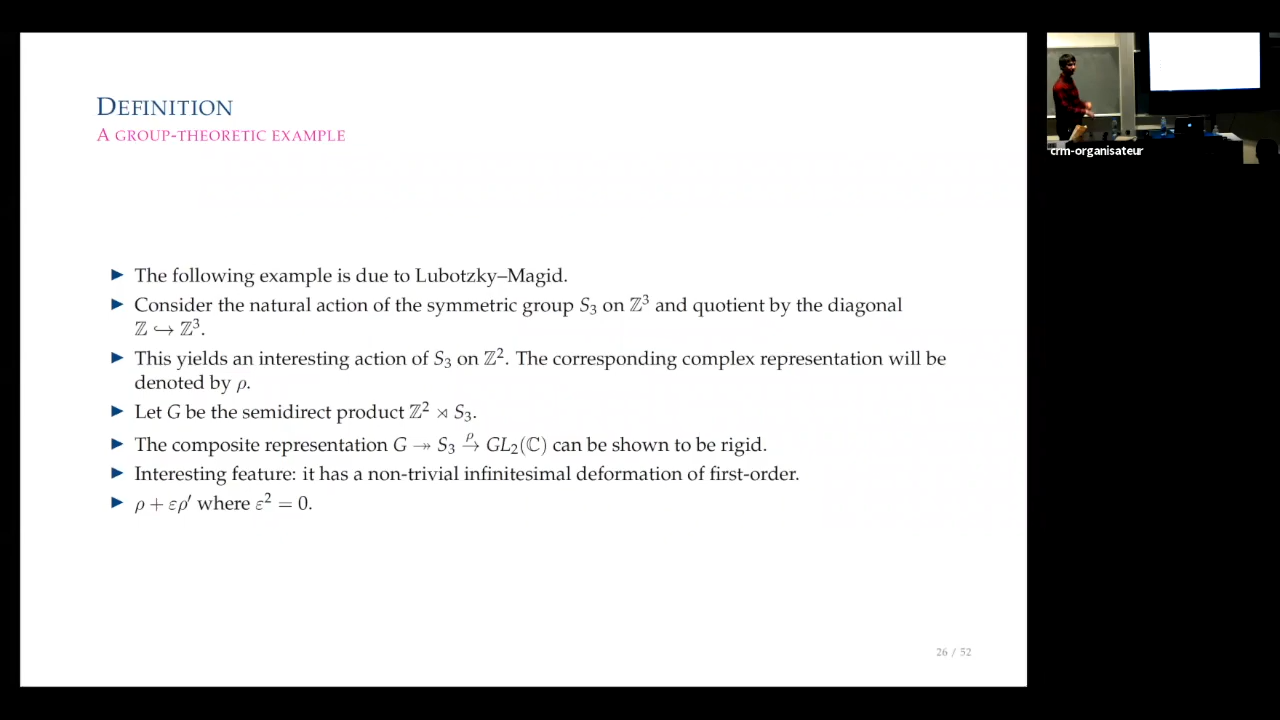 DEFINITION
A GROUP-THEORETIC EXAMPLE
▶ The following example is due to Lubotzky–Magid.
▶ Consider the natural action of the symmetric group S₃ on ℤ³ and quotient by the diagonal
ℤ ↪ ℤ³.
▶ This yields an interesting action of S₃ on ℤ². The corresponding complex representation will be
denoted by ρ.
▶ Let G be the semidirect product ℤ² ⋊ S₃.
▶ The composite representation G ↠ S₃ →^ρ GL₂(ℂ) can be shown to be rigid.
▶ Interesting feature: it has a non-trivial infinitesimal deformation of first-order.
▶ ρ + ερ′ where ε² = 0.
26 / 52
crm-organisateur